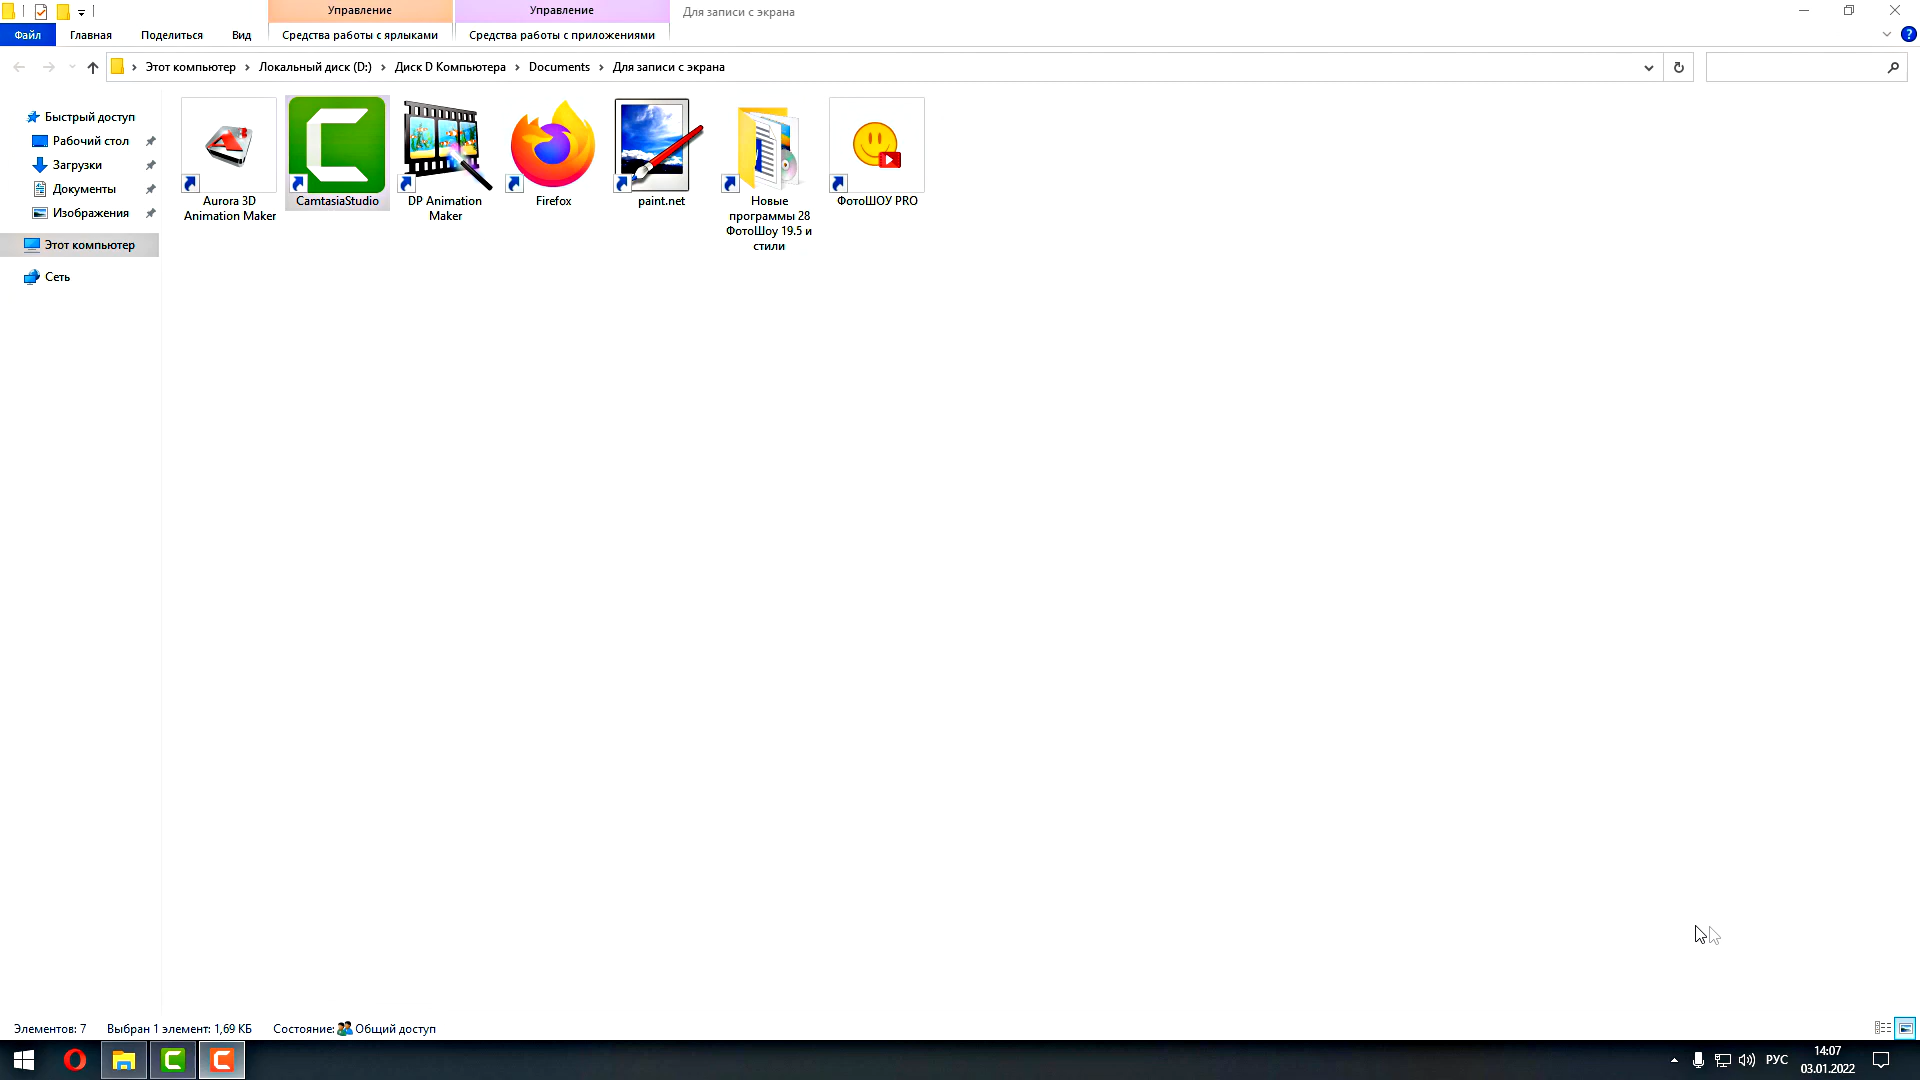 Управление
Управление
Для записи с экрана
Файл
Главная
Поделиться
Вид
Средства работы с ярлыками
Средства работы с приложениями
Этот компьютер
Локальный диск (D:)
Диск D Компьютера
Documents
Для записи с экрана
Быстрый доступ
Рабочий стол
Загрузки
Документы
Изображения
Этот компьютер
Сеть
Aurora 3D
Animation Maker
CamtasiaStudio
DP Animation
Maker
Firefox
paint.net
Новые
программы 28
ФотоШоу 19.5 и
стили
ФотоШОУ PRO
Элементов: 7
Выбран 1 элемент: 1,69 КБ
Состояние:
Общий доступ
РУС
14:07
03.01.2022